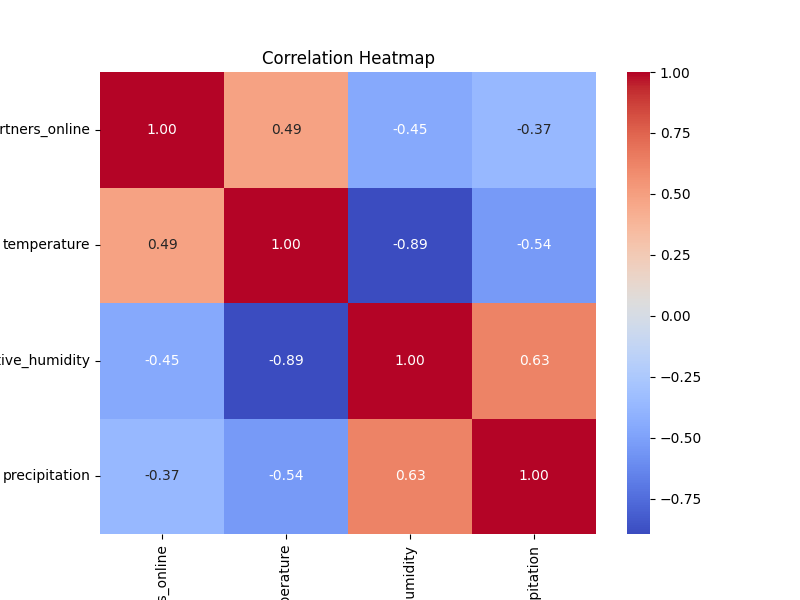 Correlation Heatmap
rtners_online
1.00
0.49
-0.45
-0.37
temperature
0.49
1.00
-0.89
-0.54
tive_humidity
-0.45
-0.89
1.00
0.63
precipitation
-0.37
-0.54
0.63
1.00
s_online
perature
umidity
pitation
1.00
0.75
0.50
0.25
0.00
−0.25
−0.50
−0.75